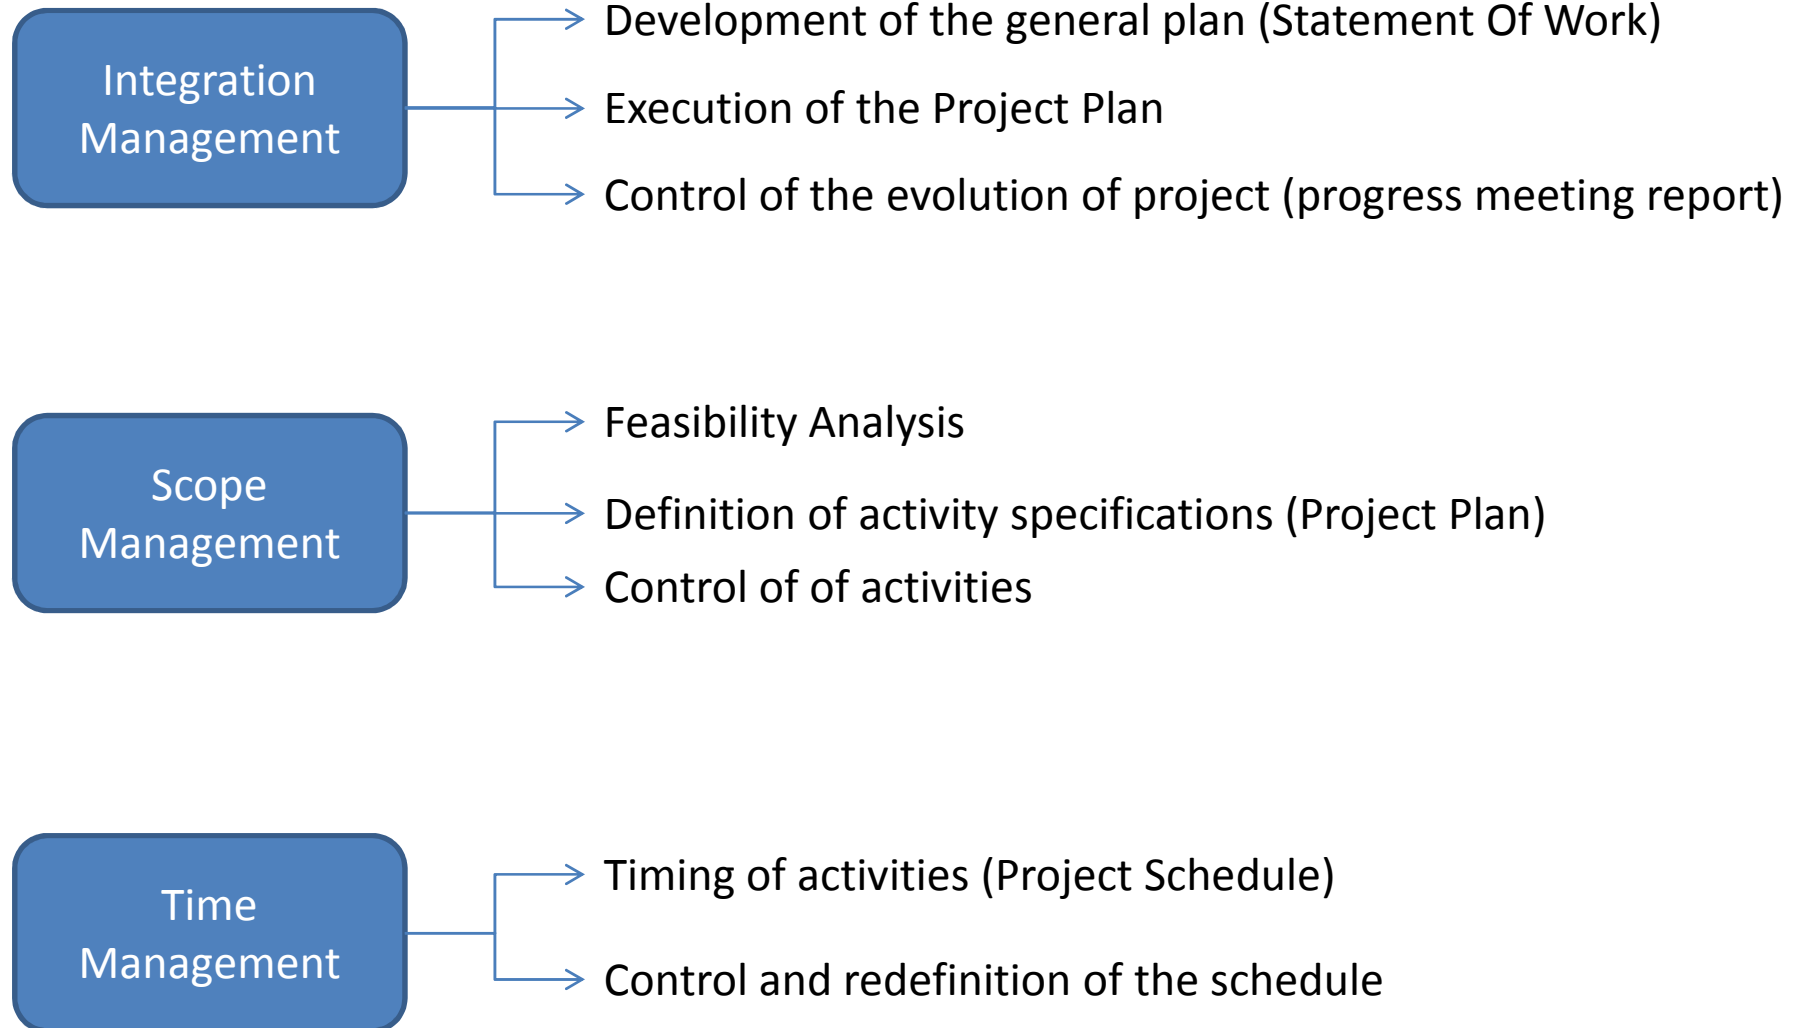 Integration
Management
Development of the general plan (Statement Of Work)
Execution of the Project Plan
Control of the evolution of project (progress meeting report)
Scope
Management
Feasibility Analysis
Definition of activity specifications (Project Plan)
Control of of activities
Time
Management
Timing of activities (Project Schedule)
Control and redefinition of the schedule